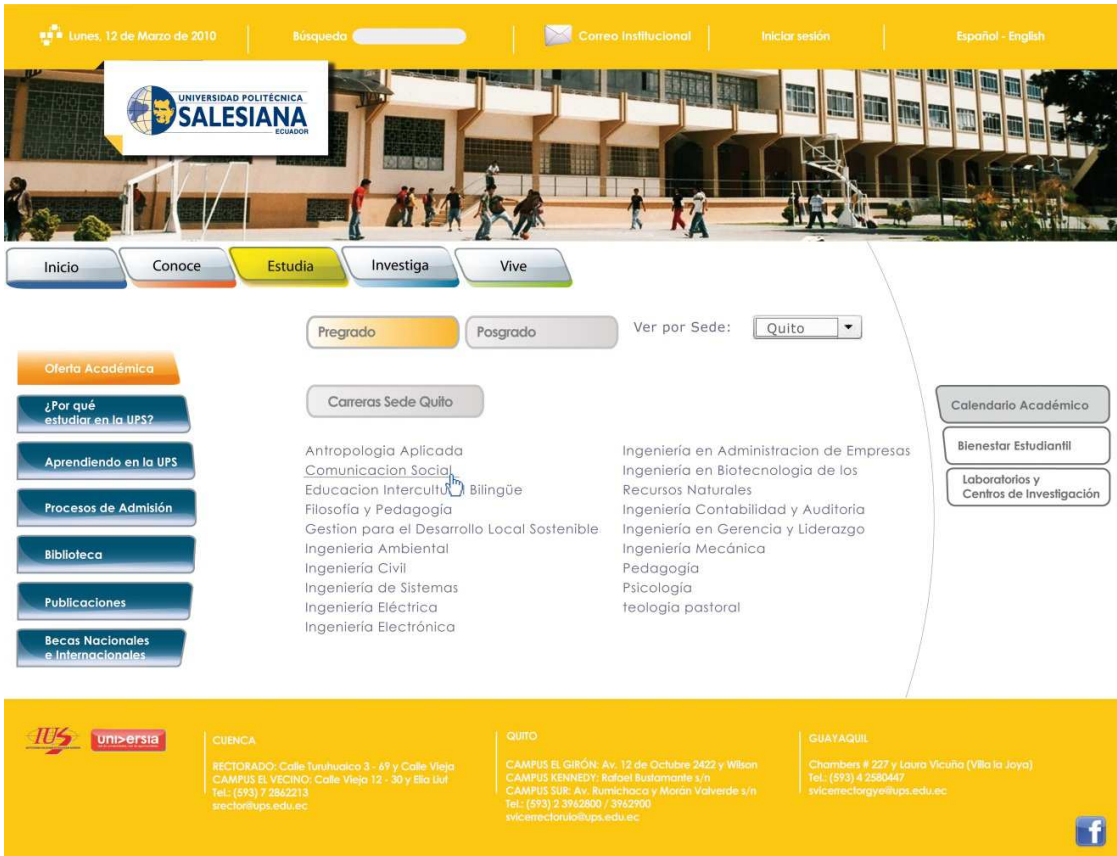 Lunes, 12 de Marzo de 2010
Búsqueda
Correo Institucional
Iniciar sesión
Español - English
UNIVERSIDAD POLITÉCNICA
SALESIANA
ECUADOR
Inicio
Conoce
Estudia
Investiga
Vive
Pregrado
Posgrado
Ver por Sede:
Quito
Oferta Académica
¿Por qué
estudiar en la UPS?
Aprendiendo en la UPS
Procesos de Admisión
Biblioteca
Publicaciones
Becas Nacionales
e Internacionales
Carreras Sede Quito
Antropologia Aplicada
Comunicacion Social
Educacion Intercultu Bilingüe
Filosofía y Pedagogía
Gestion para el Desarrollo Local Sostenible
Ingenieria Ambiental
Ingeniería Civil
Ingeniería de Sistemas
Ingeniería Eléctrica
Ingeniería Electrónica
Ingeniería en Administracion de Empresas
Ingeniería en Biotecnologia de los
Recursos Naturales
Ingeniería Contabilidad y Auditoria
Ingeniería en Gerencia y Liderazgo
Ingeniería Mecánica
Pedagogía
Psicología
teologia pastoral
Calendario Académico
Bienestar Estudiantil
Laboratorios y
Centros de Investigación
IUS
uni>ersia
CUENCA
RECTORADO: Calle Turuhuaico 3 - 69 y Calle Vieja
CAMPUS EL VECINO: Calle Vieja 12 - 30 y Elia Liut
Tel.: (593) 7 2862213
srector@ups.edu.ec
QUITO
CAMPUS EL GIRÓN: Av. 12 de Octubre 2422 y Wilson
CAMPUS KENNEDY: Rafael Bustamante s/n
CAMPUS SUR: Av. Rumichaca y Morán Valverde s/n
Tel.: (593) 2 3962800 / 3962900
svicerrectoruio@ups.edu.ec
GUAYAQUIL
Chambers # 227 y Laura Vicuña (Villa la Joya)
Tel.: (593) 4 2580447
svicerrectorgye@ups.edu.ec
f